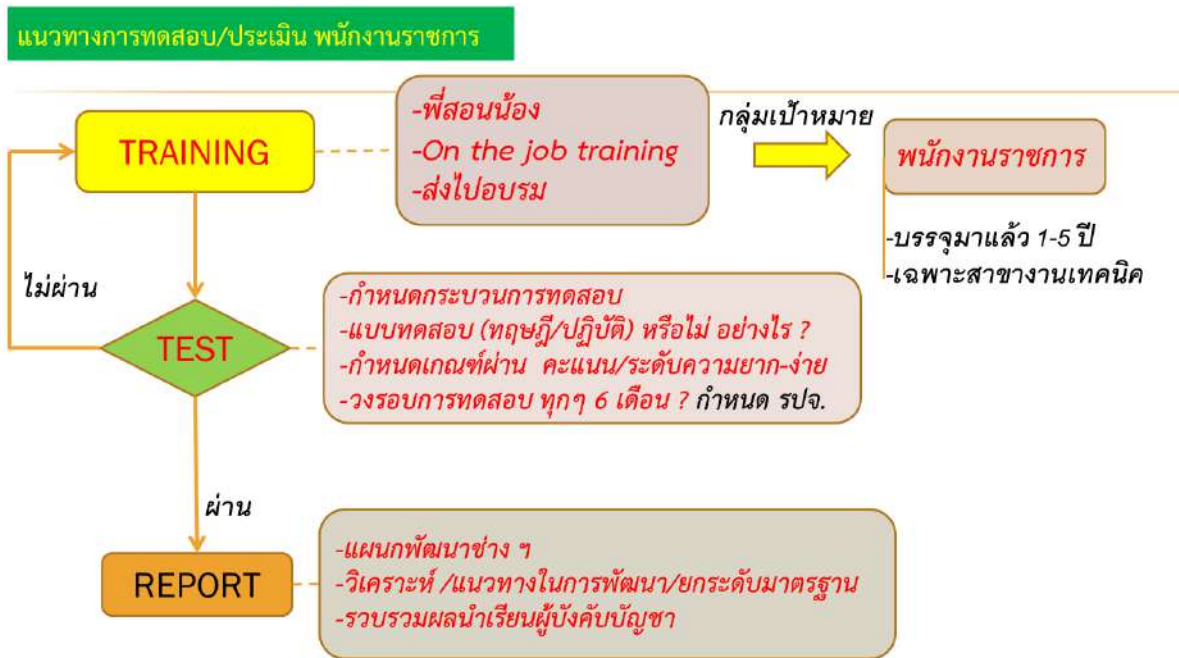 แนวทางการทดสอบ/ประเมิน พนักงานราชการ
TRAINING
-พี่สอนน้อง
-On the job training
-ส่งไปอบรม
กลุ่มเป้าหมาย
พนักงานราชการ
-บรรจุมาแล้ว 1-5 ปี
-เฉพาะสาขางานเทคนิค
ไม่ผ่าน
TEST
-กำหนดกระบวนการทดสอบ
-แบบทดสอบ (ทฤษฎี/ปฏิบัติ) หรือไม่ อย่างไร ?
-กำหนดเกณฑ์ผ่าน คะแนน/ระดับความยาก-ง่าย
-วงรอบการทดสอบ ทุกๆ 6 เดือน ? กำหนด รปจ.
ผ่าน
REPORT
-แผนกพัฒนาช่าง ฯ
-วิเคราะห์ /แนวทางในการพัฒนา/ยกระดับมาตรฐาน
-รวบรวมผลนำเรียนผู้บังคับบัญชา